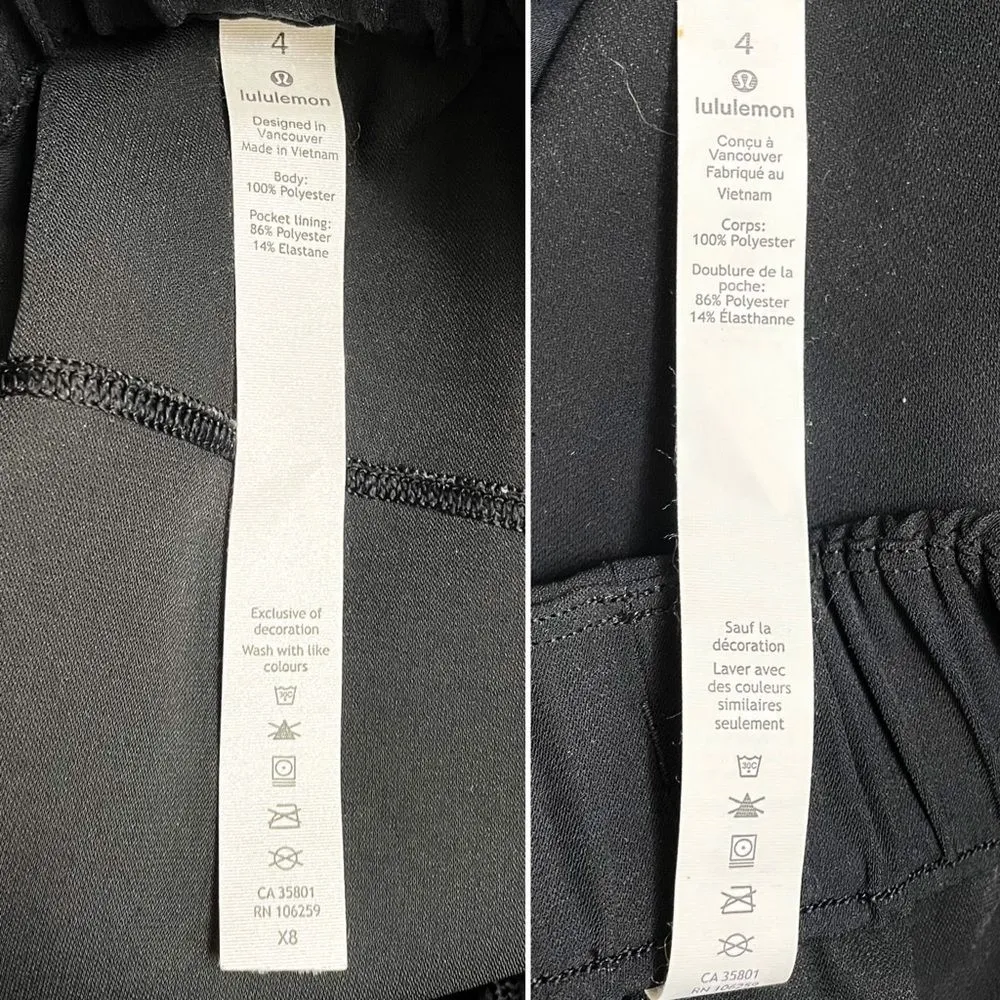 4
lululemon
Designed in
Vancouver
Made in Vietnam
Body:
100% Polyester
Pocket lining:
86% Polyester
14% Elastane
Exclusive of
decoration
Wash with like
colours
30C
CA 35801
RN 106259
X8
4
lululemon
Conçu à
Vancouver
Fabriqué au
Vietnam
Corps:
100% Polyester
Doublure de la
poche:
86% Polyester
14% Élasthanne
Sauf la
décoration
Laver avec
des couleurs
similaires
seulement
30C
CA 35801
RN 106259